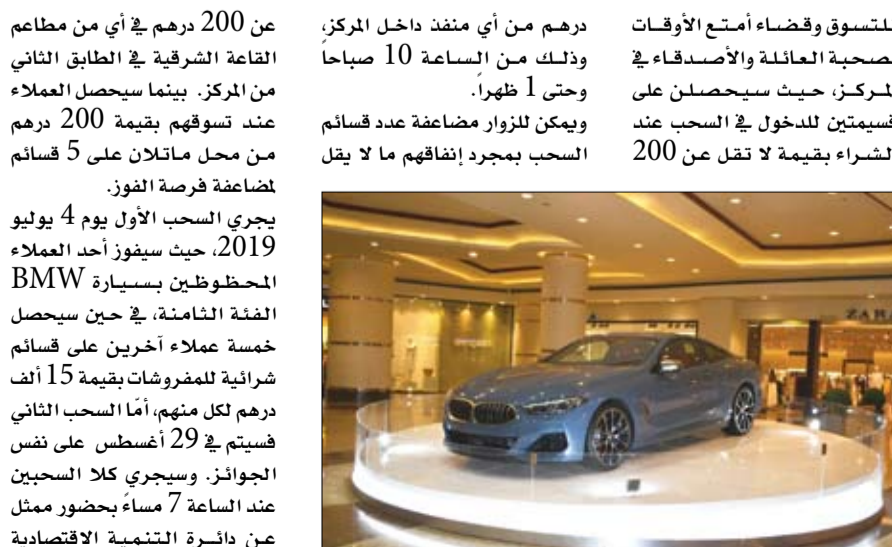 للتسوق وقضاء أمتع الأوقات
بصحبة العائلة والأصدقاء في
المركز، حيث سيحصلن على
قسيمتين للدخول في السحب عند
الشراء بقيمة لا تقل عن 200
درهم من أي منفذ داخل المركز،
وذلك من الساعة 10 صباحاً
وحتى 1 ظهراً.
ويمكن للزوار مضاعفة عدد قسائم
السحب بمجرد إنفاقهم ما لا يقل
عن 200 درهم في أي من مطاعم
القاعة الشرقية في الطابق الثاني
من المركز. بينما سيحصل العملاء
عند تسوقهم بقيمة 200 درهم
من محل ماتلان على 5 قسائم
لمضاعفة فرصة الفوز.
يجري السحب الأول يوم 4 يوليو
2019، حيث سيفوز أحد العملاء
المحظوظين بسيارة BMW
الفئة الثامنة، في حين سيحصل
خمسة عملاء آخرين على قسائم
شرائية للمفروشات بقيمة 15 ألف
درهم لكل منهم، أمّا السحب الثاني
فسيتم في 29 أغسطس على نفس
الجوائز. وسيجري كلا السحبين
عند الساعة 7 مساءً بحضور ممثل
عن دائرة التنمية الاقتصادية
ZARA